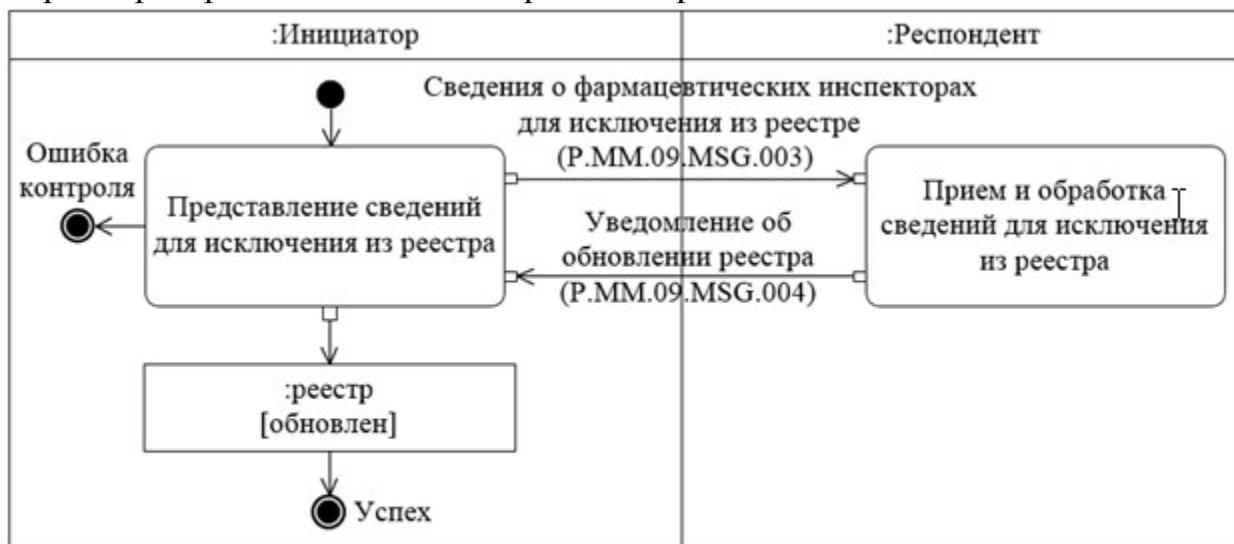 :Инициатор
:Респондент
Сведения о фармацевтических инспекторах
для исключения из реестре
(P.MM.09.MSG.003)
Ошибка
контроля
Представление сведений
для исключения из реестра
Прием и обработка
сведений для исключения
из реестра
Уведомление об
обновлении реестра
(P.MM.09.MSG.004)
:реестр
[обновлен]
Успех